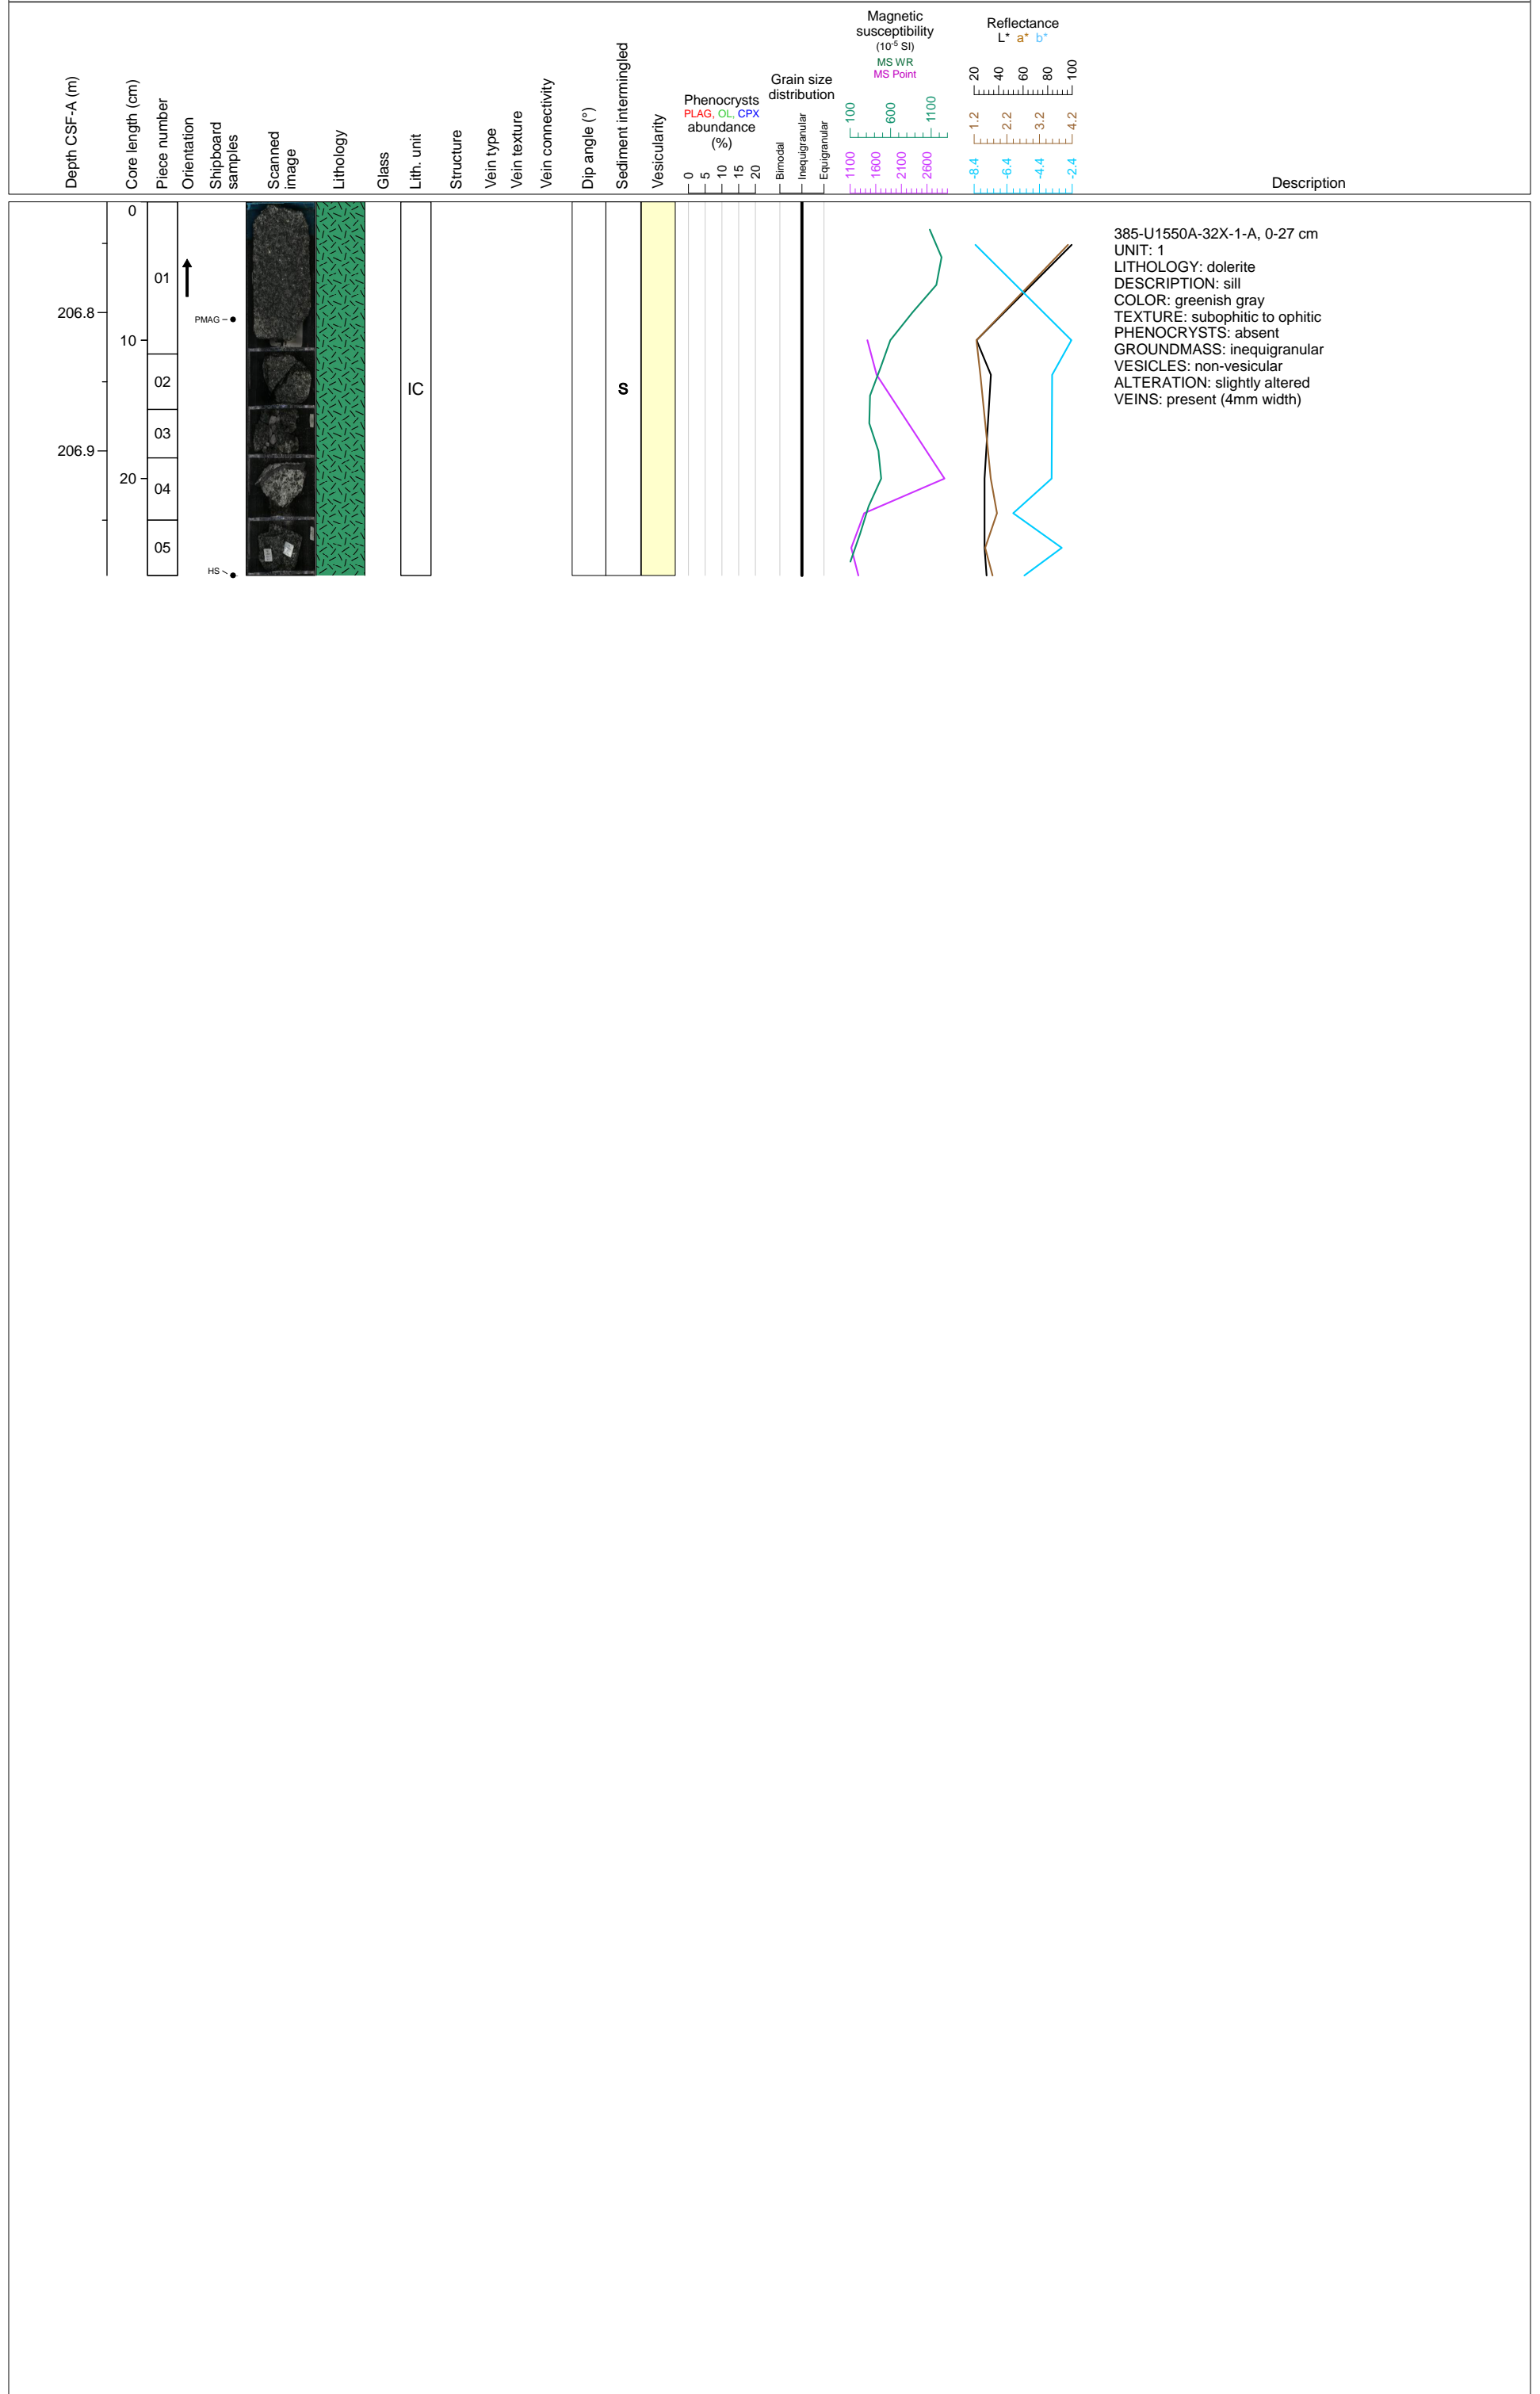 Depth CSF-A (m)
Core length (cm)
Piece number
Orientation
Shipboard
samples
Scanned
image
Lithology
Glass
Lith. unit
Structure
Vein type
Vein texture
Vein connectivity
Dip angle (°)
Sediment intermingled
Vesicularity
Phenocrysts
PLAG, OL, CPX
abundance
(%)
0 5 10 15 20
Grain size
distribution
Bimodal
Inequigranular
Equigranular
Magnetic
susceptibility
(10-5 SI)
MS WR
MS Point
100 600 1100
1100 1600 2100 2600
Reflectance
L* a* b*
20 40 60 80 100
1.2 2.2 3.2 4.2
-8.4 -6.4 -4.4 -2.4
Description
206.8
206.9
0
10
20
01
02
03
04
05
PMAG
HS
IC
S
385-U1550A-32X-1-A, 0-27 cm
UNIT: 1
LITHOLOGY: dolerite
DESCRIPTION: sill
COLOR: greenish gray
TEXTURE: subophitic to ophitic
PHENOCRYSTS: absent
GROUNDMASS: inequigranular
VESICLES: non-vesicular
ALTERATION: slightly altered
VEINS: present (4mm width)